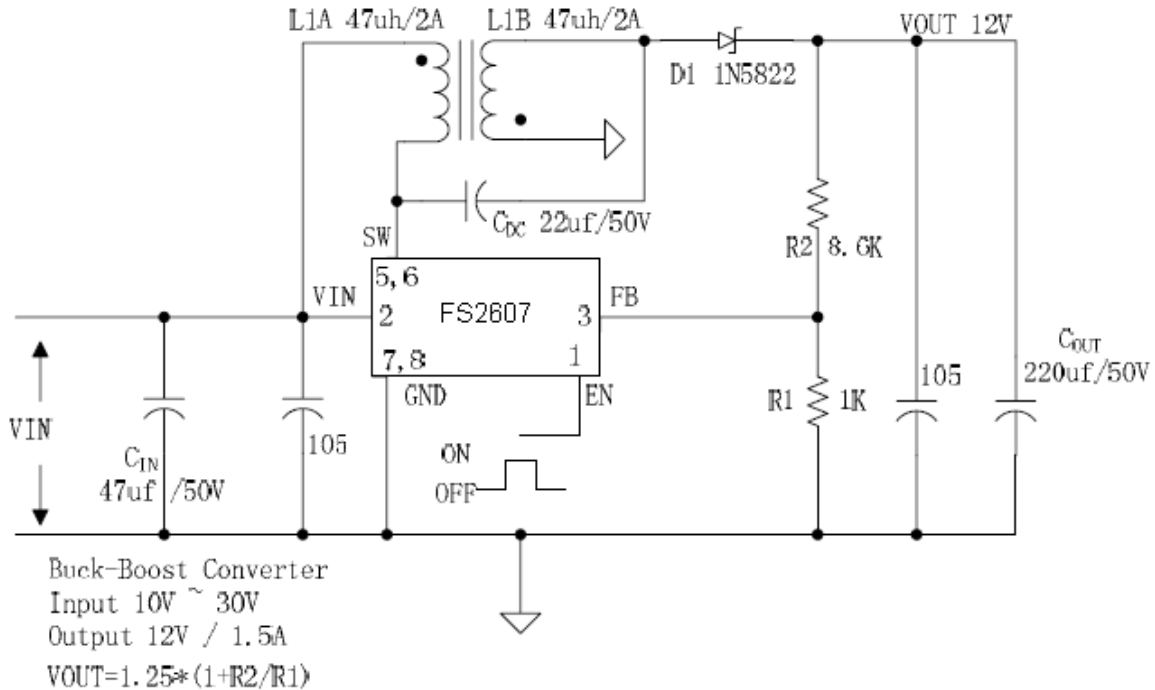 L1A 47uh/2A
L1B 47uh/2A
VOUT 12V
D1 1N5822
CDC 22uf/50V
SW
R2 8.6K
5,6
VIN
2
FS2607
3
FB
7,8
1
GND
EN
COUT
220uf/50V
105
R1
1K
VIN
105
CIN
47uf /50V
ON
OFF
Buck-Boost Converter
Input 10V ~ 30V
Output 12V / 1.5A
VOUT=1.25*(1+R2/R1)